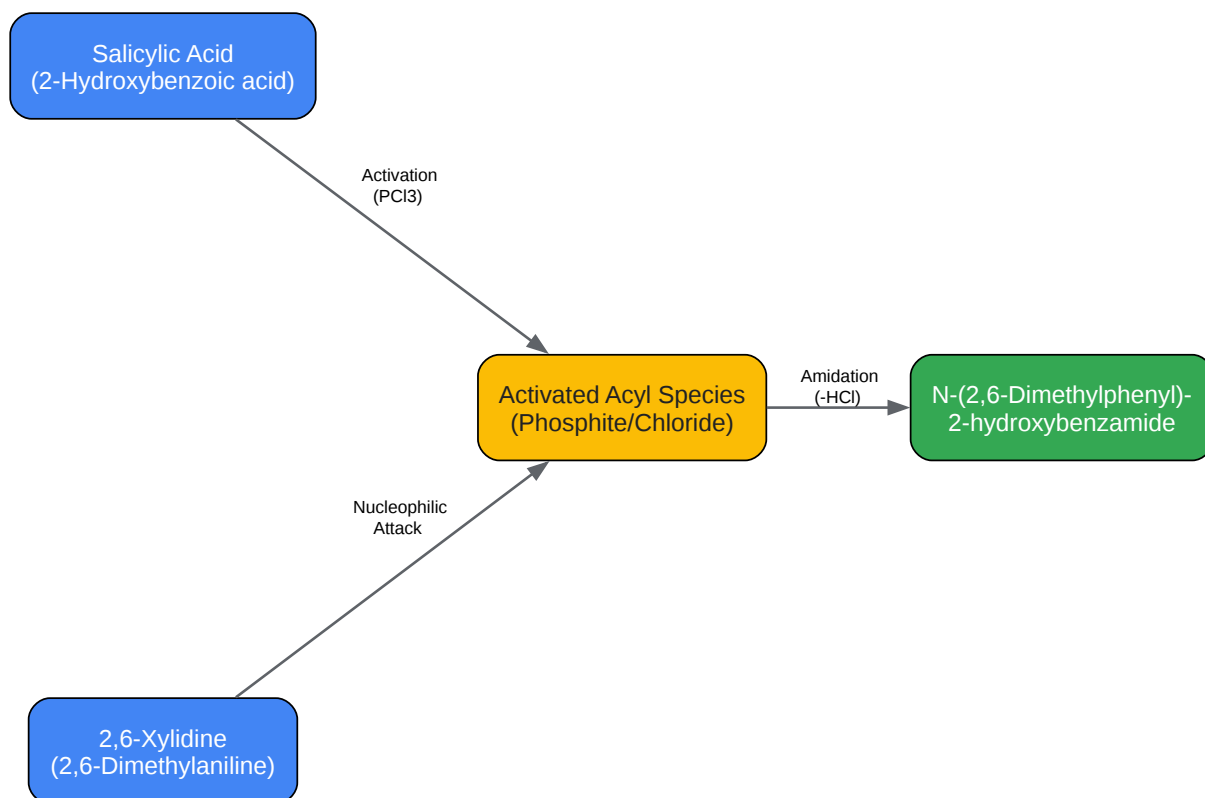 Salicylic Acid
(2-Hydroxybenzoic acid)
Activation
(PCl3)
Activated Acyl Species
(Phosphite/Chloride)
Amidation
(-HCl)
N-(2,6-Dimethylphenyl)-
2-hydroxybenzamide
Nucleophilic
Attack
2,6-Xylidine
(2,6-Dimethylaniline)